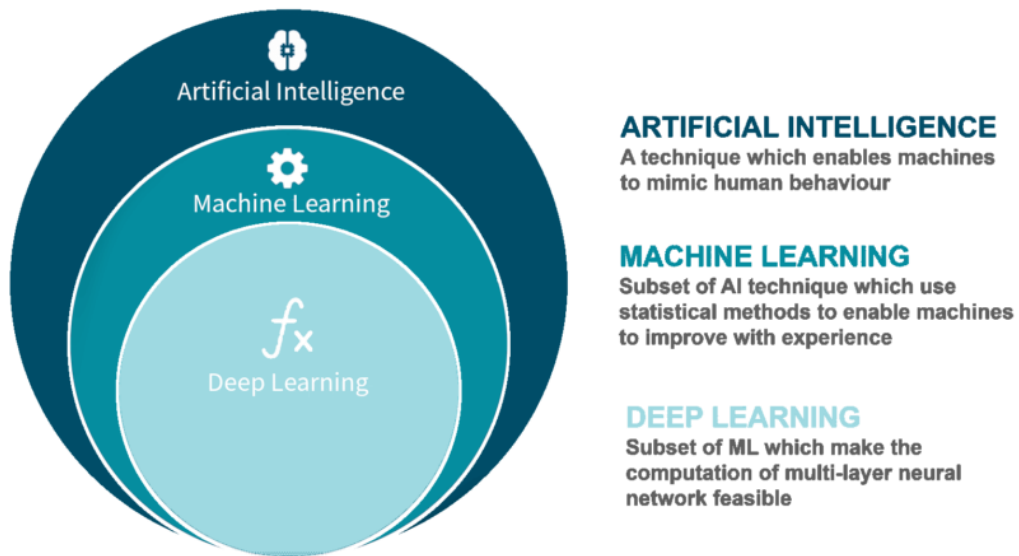 Artificial Intelligence
Machine Learning
fx
Deep Learning
ARTIFICIAL INTELLIGENCE
A technique which enables machines
to mimic human behaviour
MACHINE LEARNING
Subset of AI technique which use
statistical methods to enable machines
to improve with experience
DEEP LEARNING
Subset of ML which make the
computation of multi-layer neural
network feasible